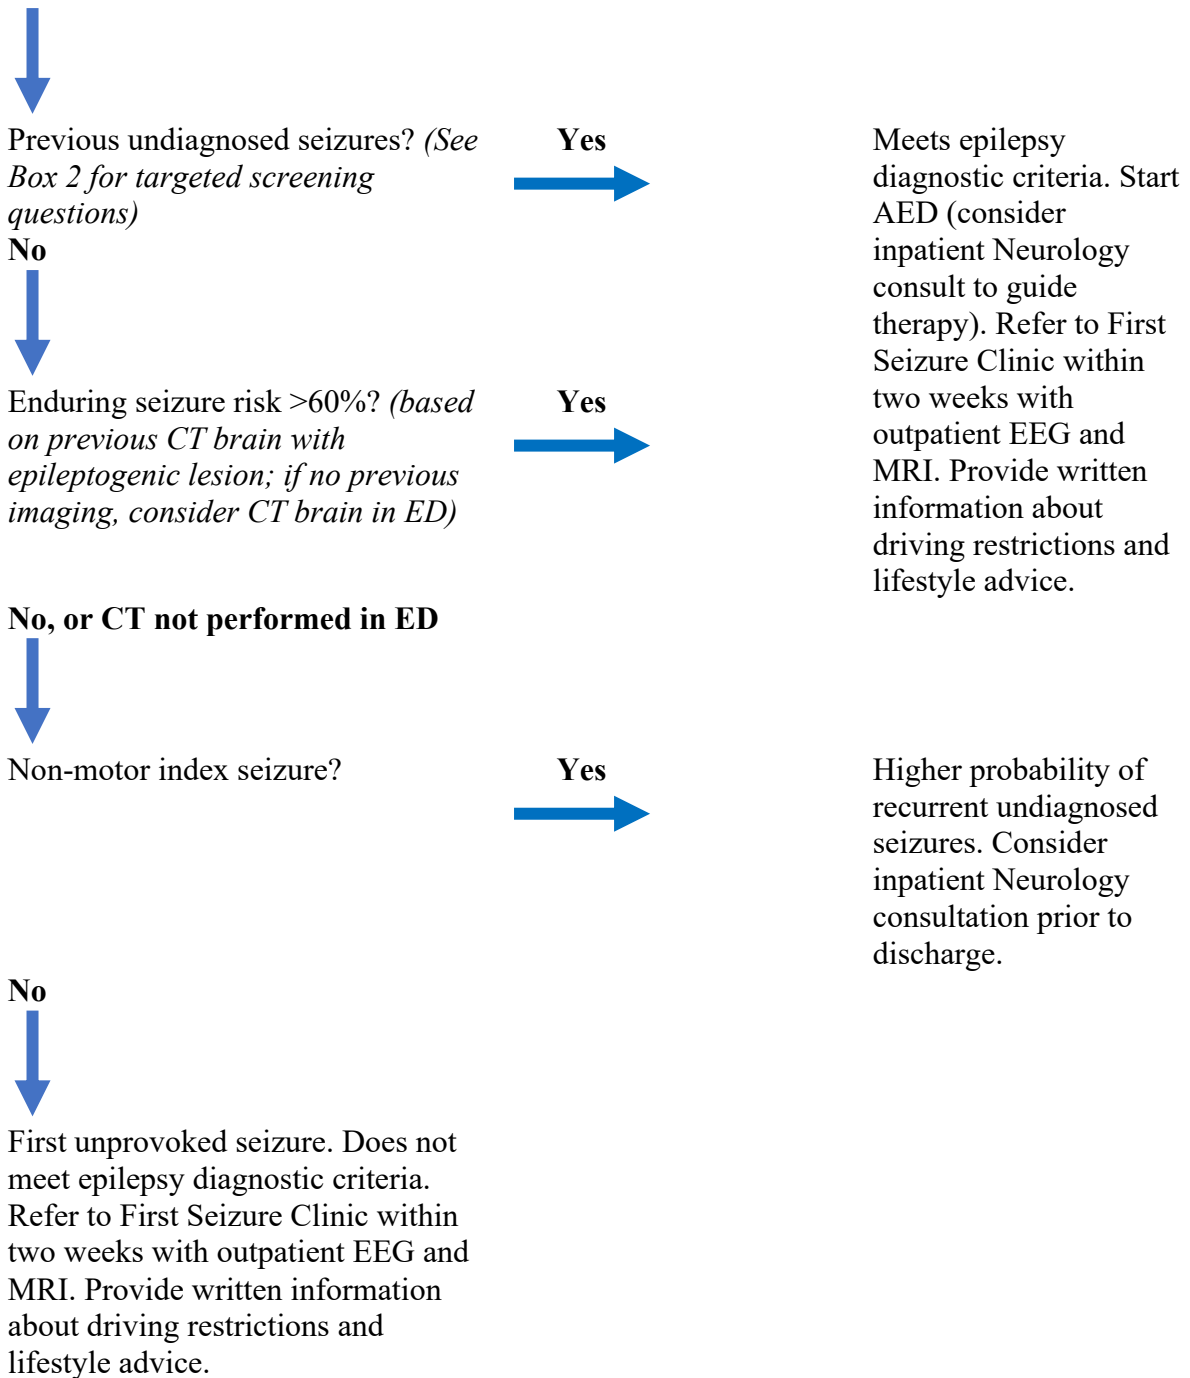 Previous undiagnosed seizures? (See
Box 2 for targeted screening
questions)
Yes
Meets epilepsy
diagnostic criteria. Start
AED (consider
inpatient Neurology
consult to guide
therapy). Refer to First
Seizure Clinic within
two weeks with
outpatient EEG and
MRI. Provide written
information about
driving restrictions and
lifestyle advice.
No
Enduring seizure risk >60%? (based
on previous CT brain with
epileptogenic lesion; if no previous
imaging, consider CT brain in ED)
Yes
No, or CT not performed in ED
Non-motor index seizure?
Yes
Higher probability of
recurrent undiagnosed
seizures. Consider
inpatient Neurology
consultation prior to
discharge.
No
First unprovoked seizure. Does not
meet epilepsy diagnostic criteria.
Refer to First Seizure Clinic within
two weeks with outpatient EEG and
MRI. Provide written information
about driving restrictions and
lifestyle advice.